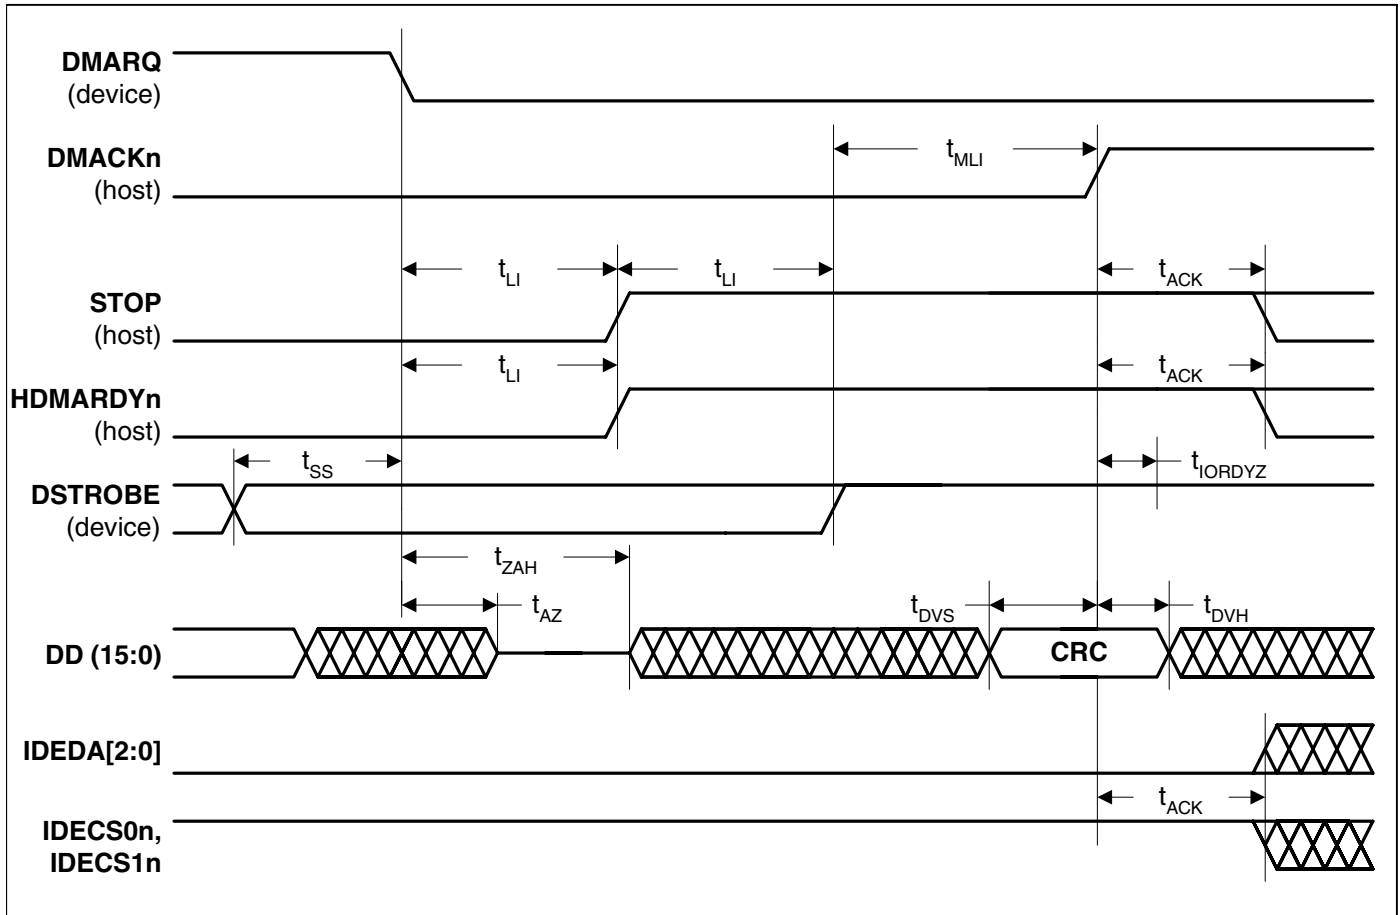 DMARQ
(device)
DMACKn
(host)
tMLI
tLI
tLI
tACK
STOP
(host)
tLI
tACK
HDMARDYn
(host)
tSS
tIORDYZ
DSTROBE
(device)
tZAH
tAZ
tDVS
tDVH
DD (15:0)
CRC
IDEDA[2:0]
tACK
IDECS0n,
IDECS1n